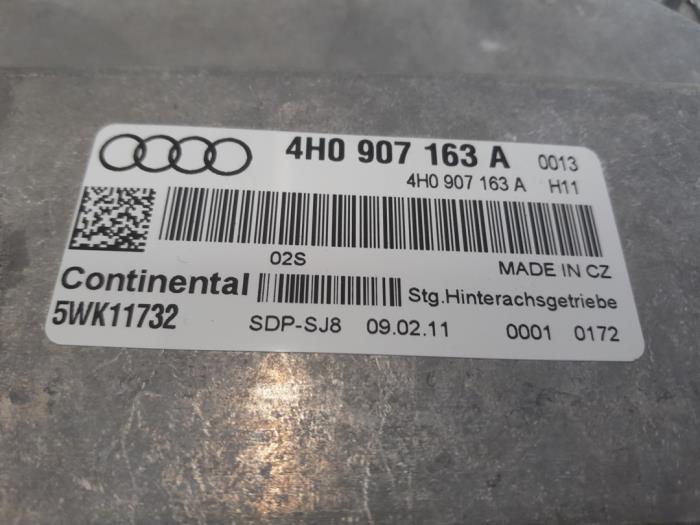 4H0 907 163 A 0013
4H0 907 163 A H11
02S
MADE IN CZ
Continental Stg.Hinterachsgetriebe
5WK11732 SDP-SJ8 09.02.11 0001 0172